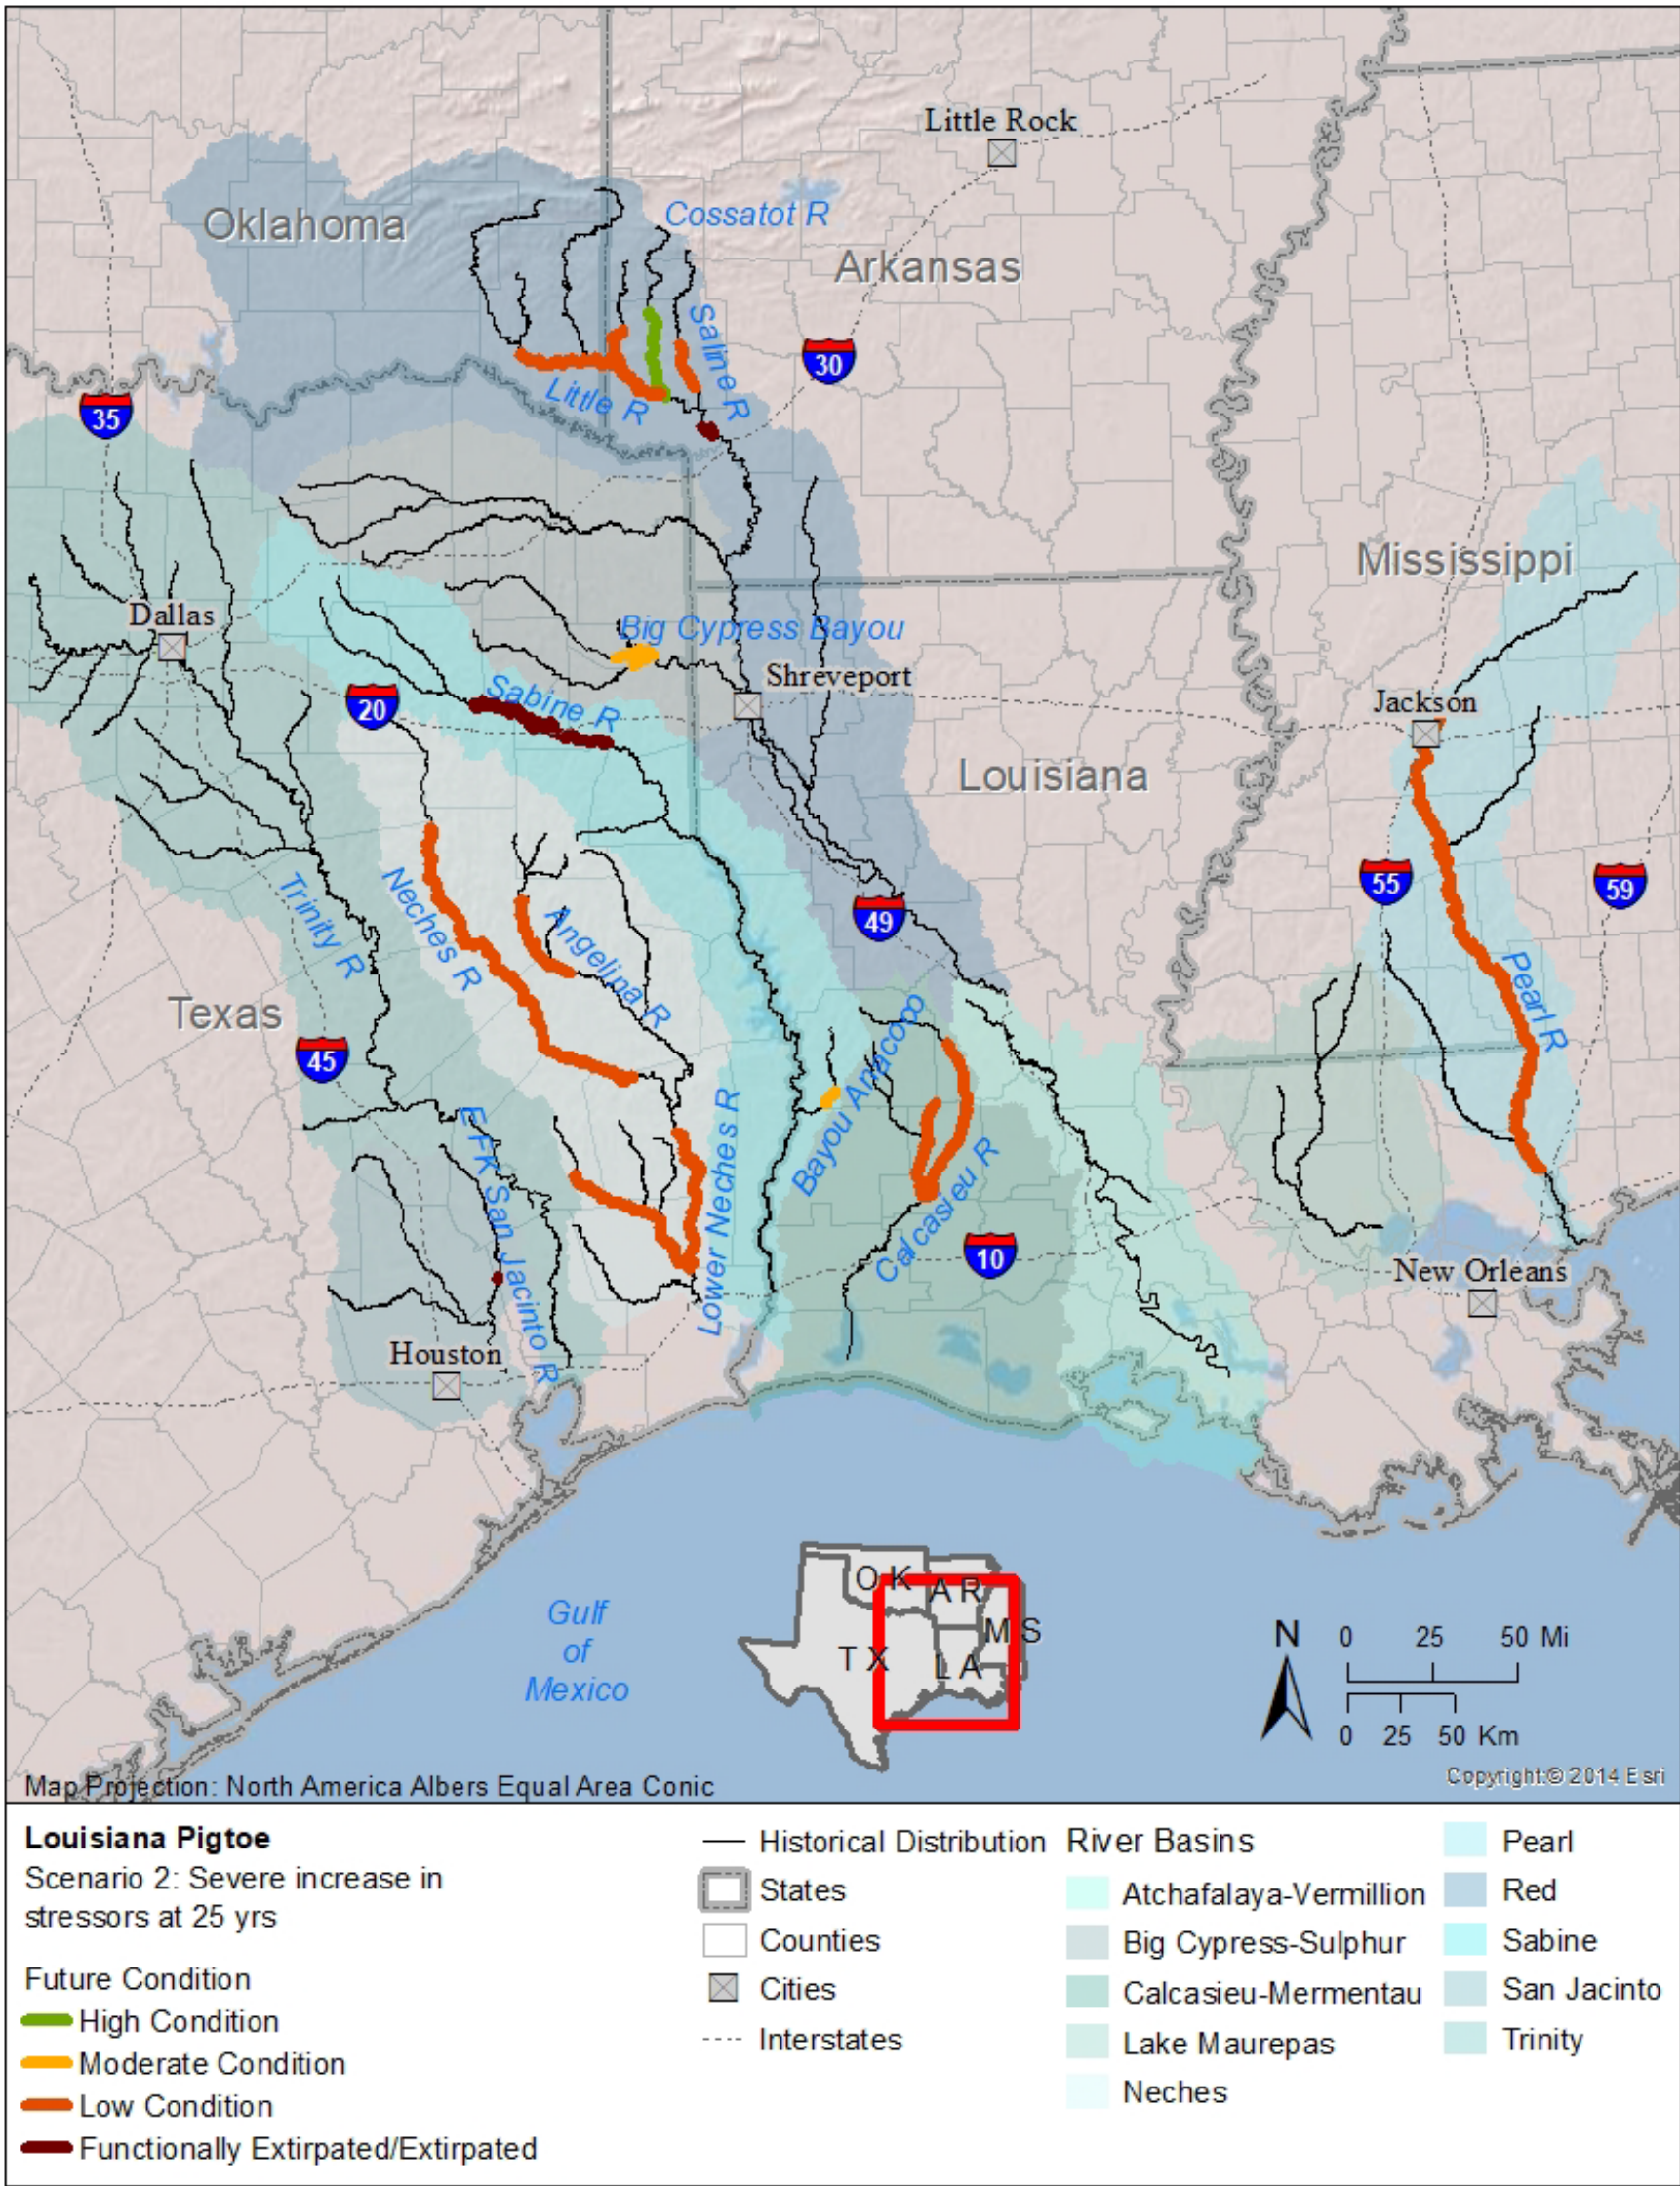 Little Rock
Cossatot R
Oklahoma
Arkansas
Saline R
30
Little R
35
Mississippi
Dallas
Big Cypress Bayou
Shreveport
Sabine R
20
Jackson
Louisiana
55
59
49
Trinity R
Neches R
Angelina R
Pearl R
Texas
45
Bayou Anacoco
E FK San Jacinto R
Lower Neches R
Calcasieu R
10
New Orleans
Houston
Gulf
of
Mexico
OK
AR
MS
TX
LA
N
0 25 50 Mi
0 25 50 Km
Copyright:© 2014 Esri
Map Projection: North America Albers Equal Area Conic
Louisiana Pigtoe
Scenario 2: Severe increase in
stressors at 25 yrs
Future Condition
High Condition
Moderate Condition
Low Condition
Functionally Extirpated/Extirpated
Historical Distribution
States
Counties
Cities
Interstates
River Basins
Atchafalaya-Vermillion
Big Cypress-Sulphur
Calcasieu-Mermentau
Lake Maurepas
Neches
Pearl
Red
Sabine
San Jacinto
Trinity